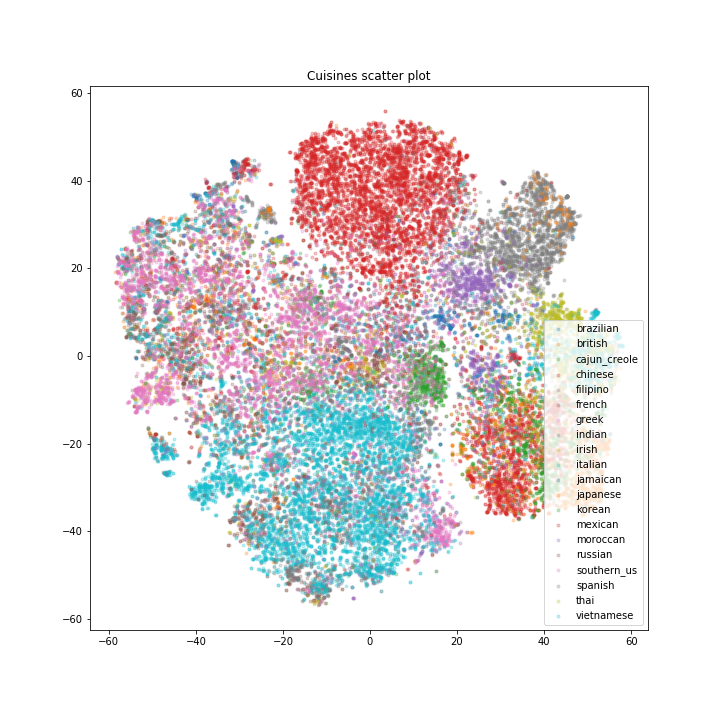 Cuisines scatter plot
60
40
20
0
−20
−40
−60
−60
−40
−20
0
20
40
60
brazilian
british
cajun_creole
chinese
filipino
french
greek
indian
irish
italian
jamaican
japanese
korean
mexican
moroccan
russian
southern_us
spanish
thai
vietnamese